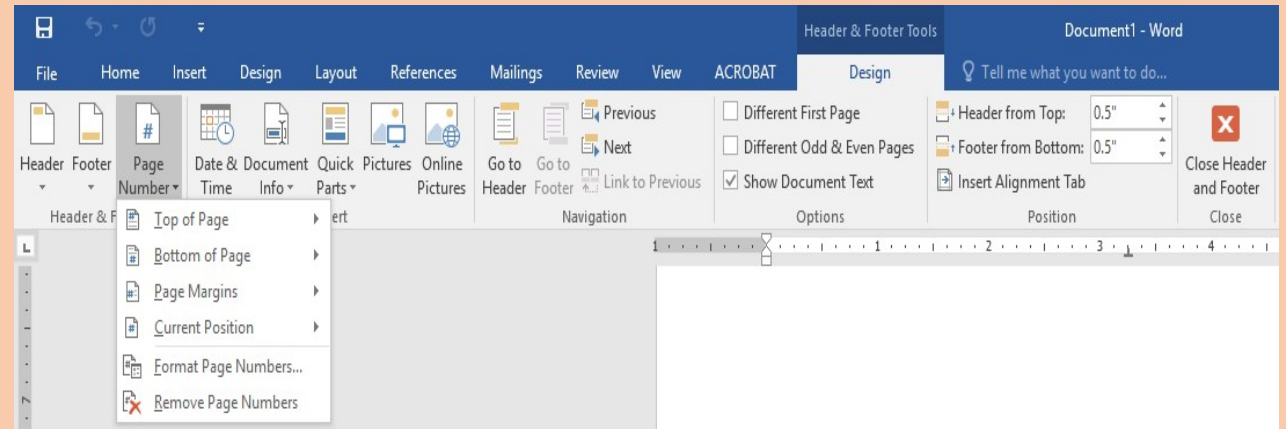 Header & Footer Tools
Document1 - Word
File Home Insert Design Layout References Mailings Review View ACROBAT Design Tell me what you want to do...
Header
Footer
Page
Number
Date &
Time
Document
Info
Quick
Parts
Pictures
Online
Pictures
Go to
Header
Go to
Footer
Previous
Next
Link to Previous
Different First Page
Different Odd & Even Pages
Show Document Text
Header from Top: 0.5"
Footer from Bottom: 0.5"
Insert Alignment Tab
Close Header
and Footer
Header & F
ert
Navigation
Options
Position
Close
Top of Page
Bottom of Page
Page Margins
Current Position
Format Page Numbers...
Remove Page Numbers
L
1 1 2 3 4